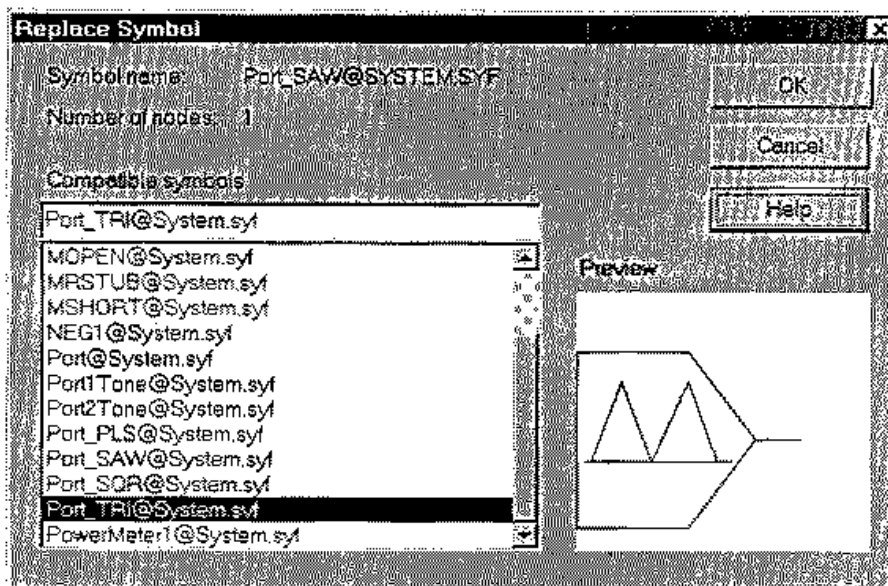 Replace Symbol
Symbol name: Port_SAW@SYSTEM.SYF
Number of nodes: 1
OK
Cancel
Help
Compatible symbols
Port_TRI@System.syf
MOPEN@System.syf
MRSTUB@System.syf
MSHORT@System.syf
NEG1@System.syf
Port@System.syf
Port1Tone@System.syf
Port2Tone@System.syf
Port_PLS@System.syf
Port_SAW@System.syf
Port_SQR@System.syf
Port_TRI@System.syf
PowerMeter1@System.syf
Preview